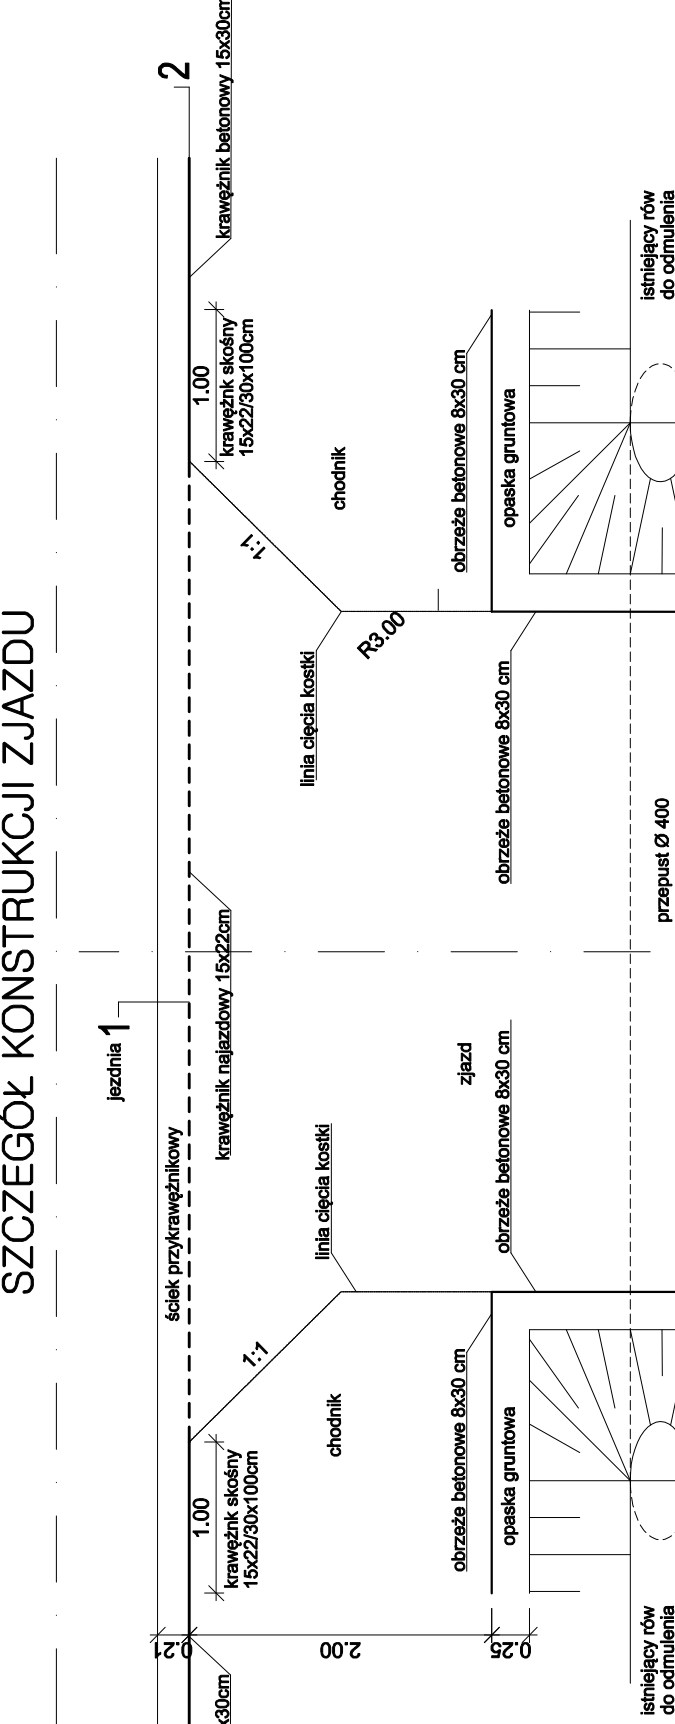 SZCZEGÓŁ KONSTRUKCJI ZJAZDU
jezdnia 1
2
ściek przykrawężnikowy
krawężnik betonowy 15x30cm
1.00
krawężnk skośny
15x22/30x100cm
1:1
chodnik
linia cięcia kostki
R3.00
obrzeże betonowe 8x30 cm
opaska gruntowa
istniejący rów
do odmulenia
krawężnik najazdowy 15x22cm
obrzeże betonowe 8x30 cm
przepust Ø 400
zjazd
linia cięcia kostki
obrzeże betonowe 8x30 cm
1:1
1.00
krawężnk skośny
15x22/30x100cm
chodnik
obrzeże betonowe 8x30 cm
opaska gruntowa
istniejący rów
do odmulenia
0.21
2.00
0.25
x30cm